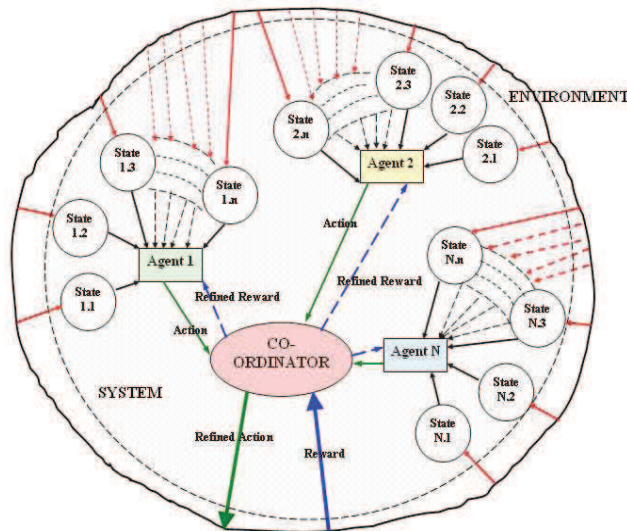 State
2.3
State
2.n
State
2.2
ENVIRONMENT
State
2.1
Agent 2
State
1.3
State
1.n
State
1.2
Agent 1
State
1.1
Action
Refined Reward
Refined Reward
Action
State
N.n
State
N.3
CO-
ORDINATOR
Agent N
SYSTEM
State
N.2
State
N.1
Refined Action
Reward